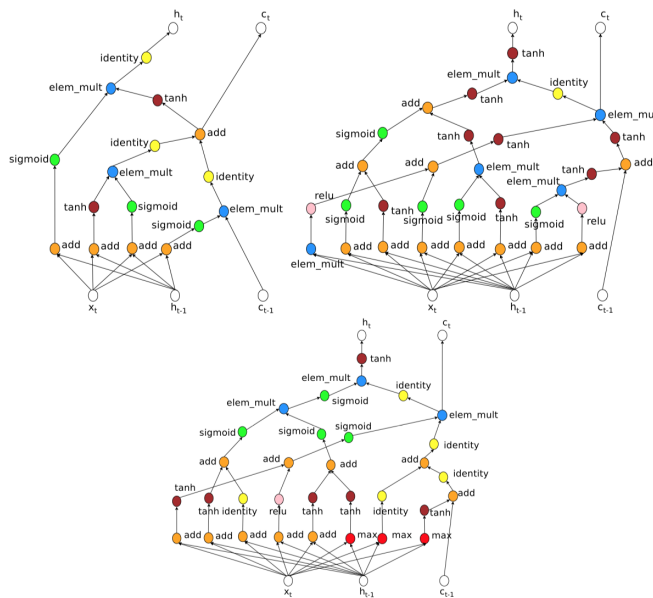 h_t c_t
identity
elem_mult
tanh
add
identity
sigmoid
elem_mult identity
tanh sigmoid elem_mult
sigmoid
add add add add
x_t h_t-1 c_t-1
h_t c_t
tanh
elem_mult
identity
tanh
add elem_mu
sigmoid tanh tanh tanh
add add elem_mult tanh add
elem_mult
relu
sigmoid tanh sigmoid sigmoid tanh sigmoid relu
add add add add add add add
elem_mult
x_t h_t-1 c_t-1
h_t c_t
tanh
elem_mult
identity
sigmoid
elem_mult elem_mult
sigmoid sigmoid sigmoid
identity
add add add add
identity
tanh add
tanh identity relu tanh tanh identity tanh
add add add add add max max max
x_t h_t-1 c_t-1